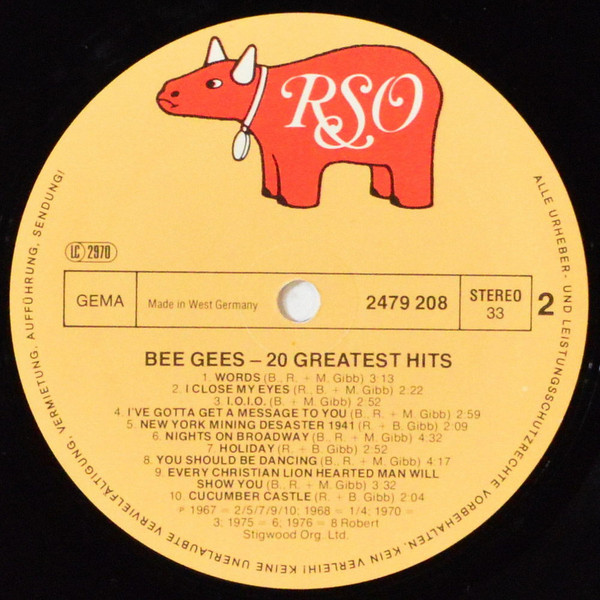 RSO
LC 2970
GEMA
Made in West Germany
2479 208
STEREO
33
2
BEE GEES – 20 GREATEST HITS
1. WORDS (B., R. + M. Gibb) 3:13
2. I CLOSE MY EYES (R., B. + M. Gibb) 2:22
3. I.O.I.O. (B. + M. Gibb) 2:52
4. I'VE GOTTA GET A MESSAGE TO YOU (B., R. + M. Gibb) 2:59
5. NEW YORK MINING DESASTER 1941 (R. + B. Gibb) 2:09
6. NIGHTS ON BROADWAY (B., R. + M. Gibb) 4:32
7. HOLIDAY (R. + B. Gibb) 2:52
8. YOU SHOULD BE DANCING (B., R. + M. Gibb) 4:17
9. EVERY CHRISTIAN LION HEARTED MAN WILL
SHOW YOU (B., R. + M. Gibb) 3:32
10. CUCUMBER CASTLE (R. + B. Gibb) 2:04
℗ 1967 = 2/5/7/9/10; 1968 = 1/4; 1970 =
3; 1975 = 6; 1976 = 8 Robert
Stigwood Org. Ltd.
ALLE URHEBER- UND LEISTUNGSSCHUTZRECHTE VORBEHALTEN. KEIN VERLEIH! KEINE UNERLAUBTE VERVIELFÄLTIGUNG, VERMIETUNG, AUFFÜHRUNG, SENDUNG!